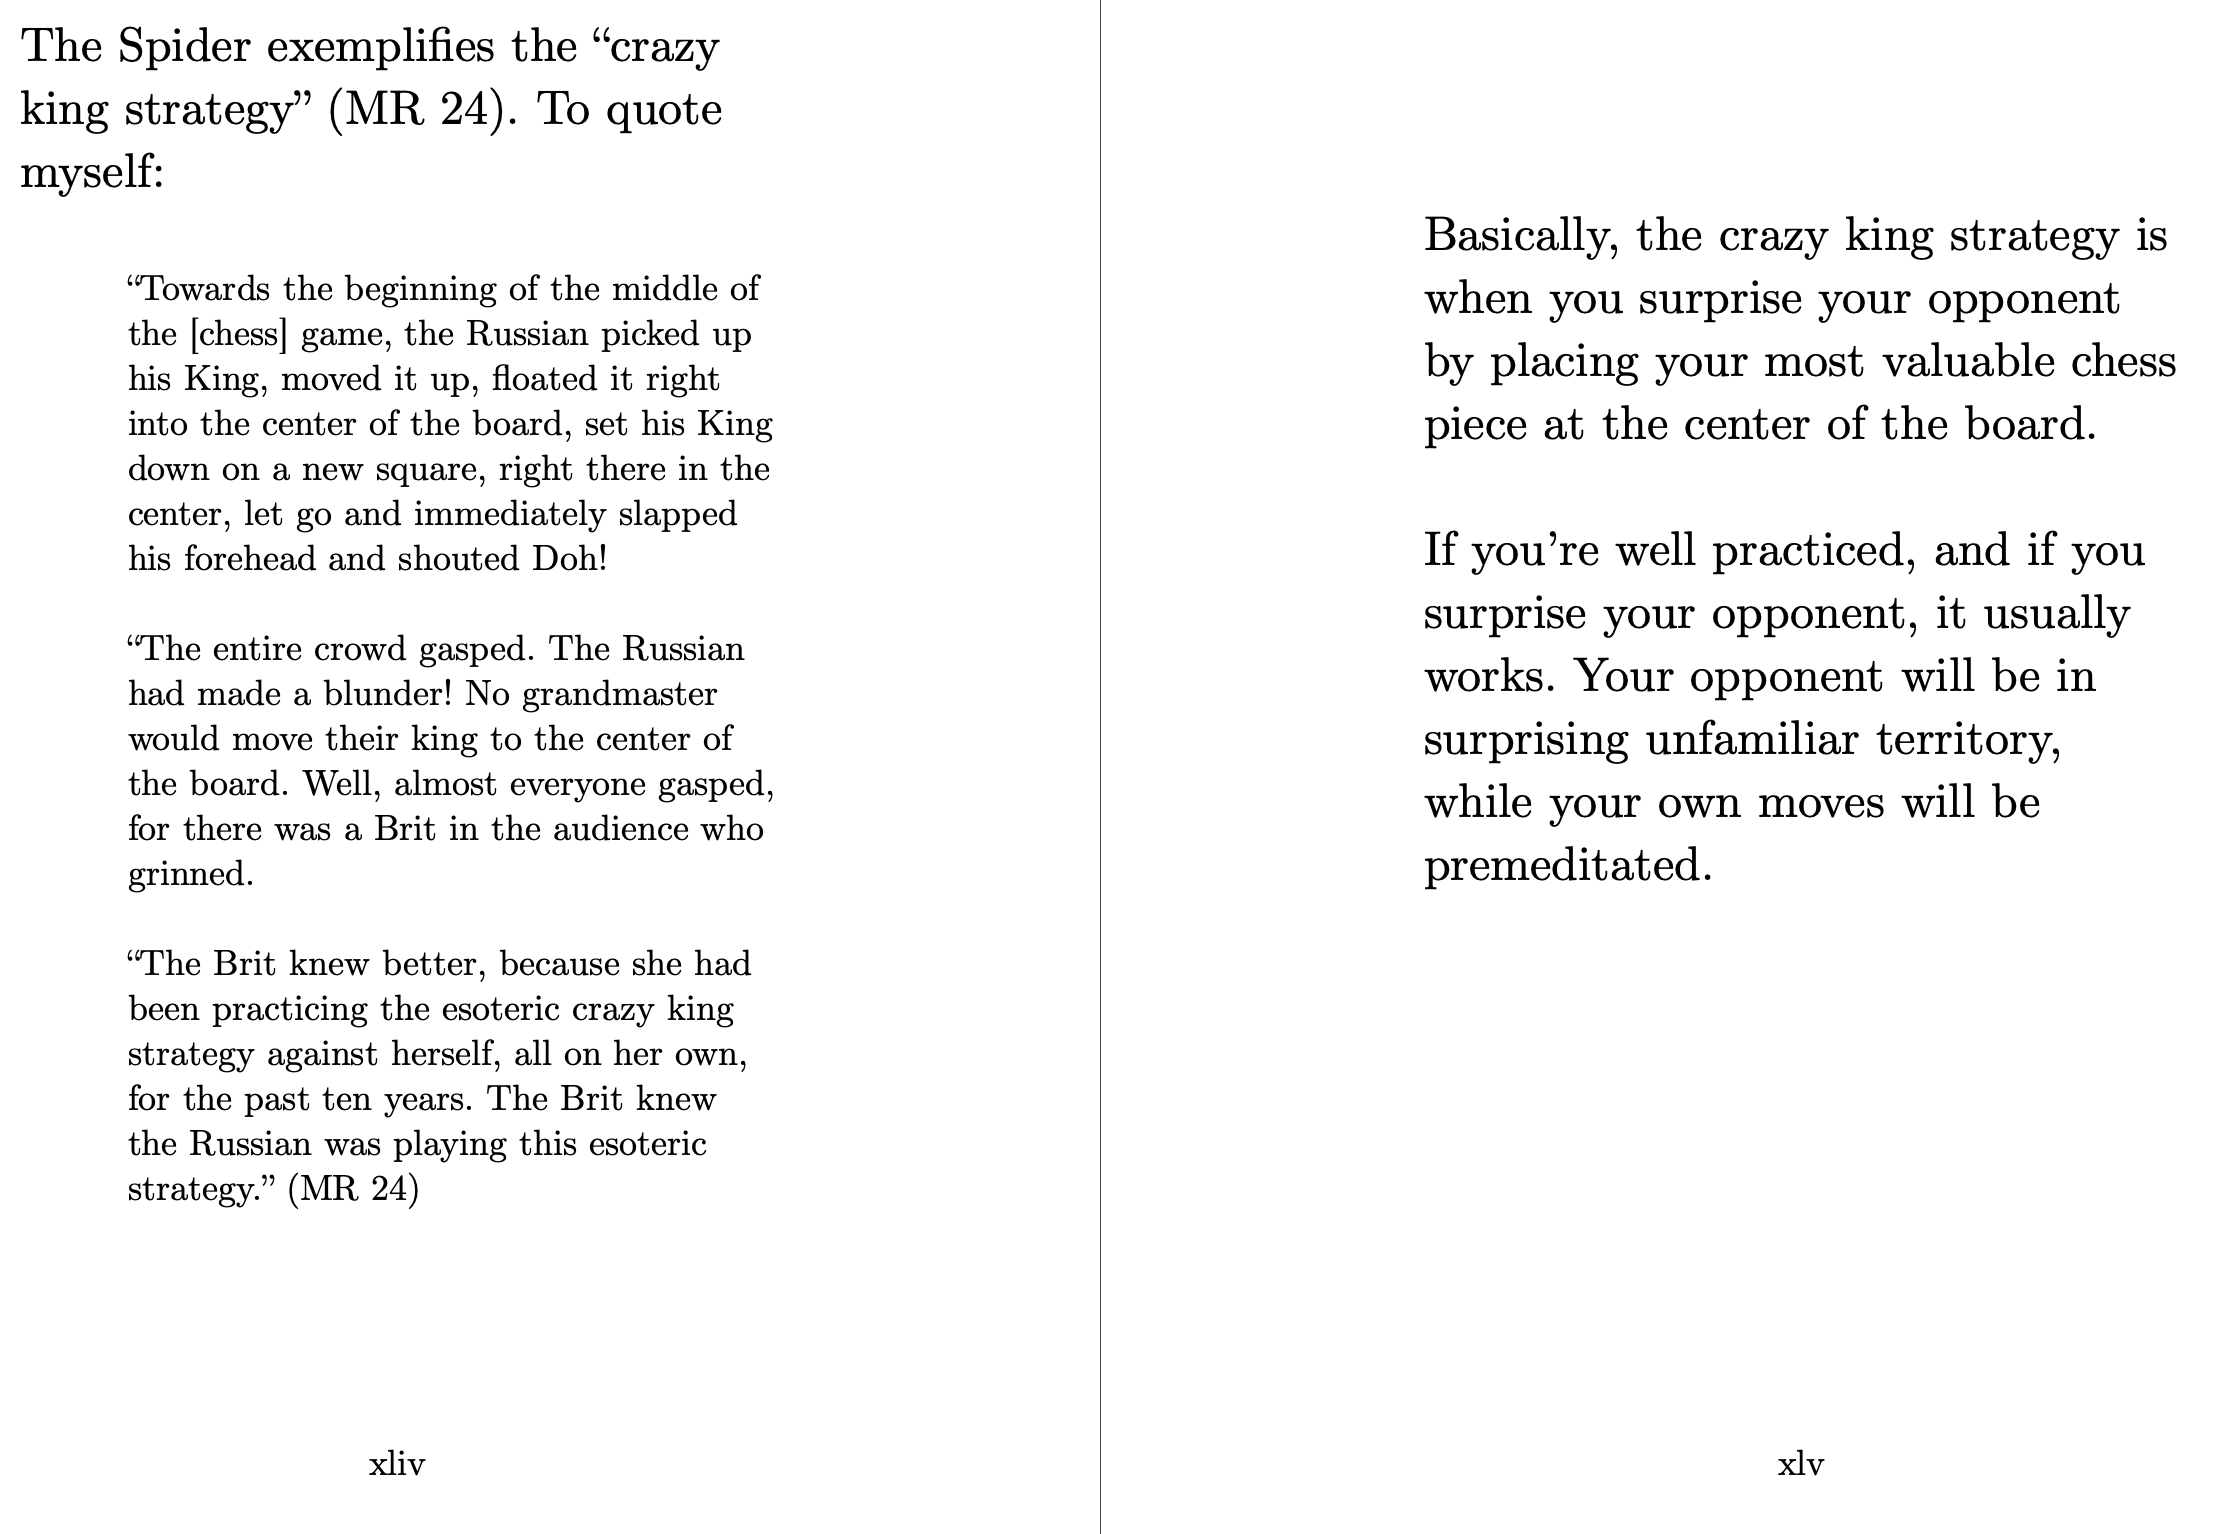 The Spider exemplifies the “crazy
king strategy” (MR 24). To quote
myself:
“Towards the beginning of the middle of
the [chess] game, the Russian picked up
his King, moved it up, floated it right
into the center of the board, set his King
down on a new square, right there in the
center, let go and immediately slapped
his forehead and shouted Doh!
“The entire crowd gasped. The Russian
had made a blunder! No grandmaster
would move their king to the center of
the board. Well, almost everyone gasped,
for there was a Brit in the audience who
grinned.
“The Brit knew better, because she had
been practicing the esoteric crazy king
strategy against herself, all on her own,
for the past ten years. The Brit knew
the Russian was playing this esoteric
strategy.” (MR 24)
xliv
Basically, the crazy king strategy is
when you surprise your opponent
by placing your most valuable chess
piece at the center of the board.
If you’re well practiced, and if you
surprise your opponent, it usually
works. Your opponent will be in
surprising unfamiliar territory,
while your own moves will be
premeditated.
xlv